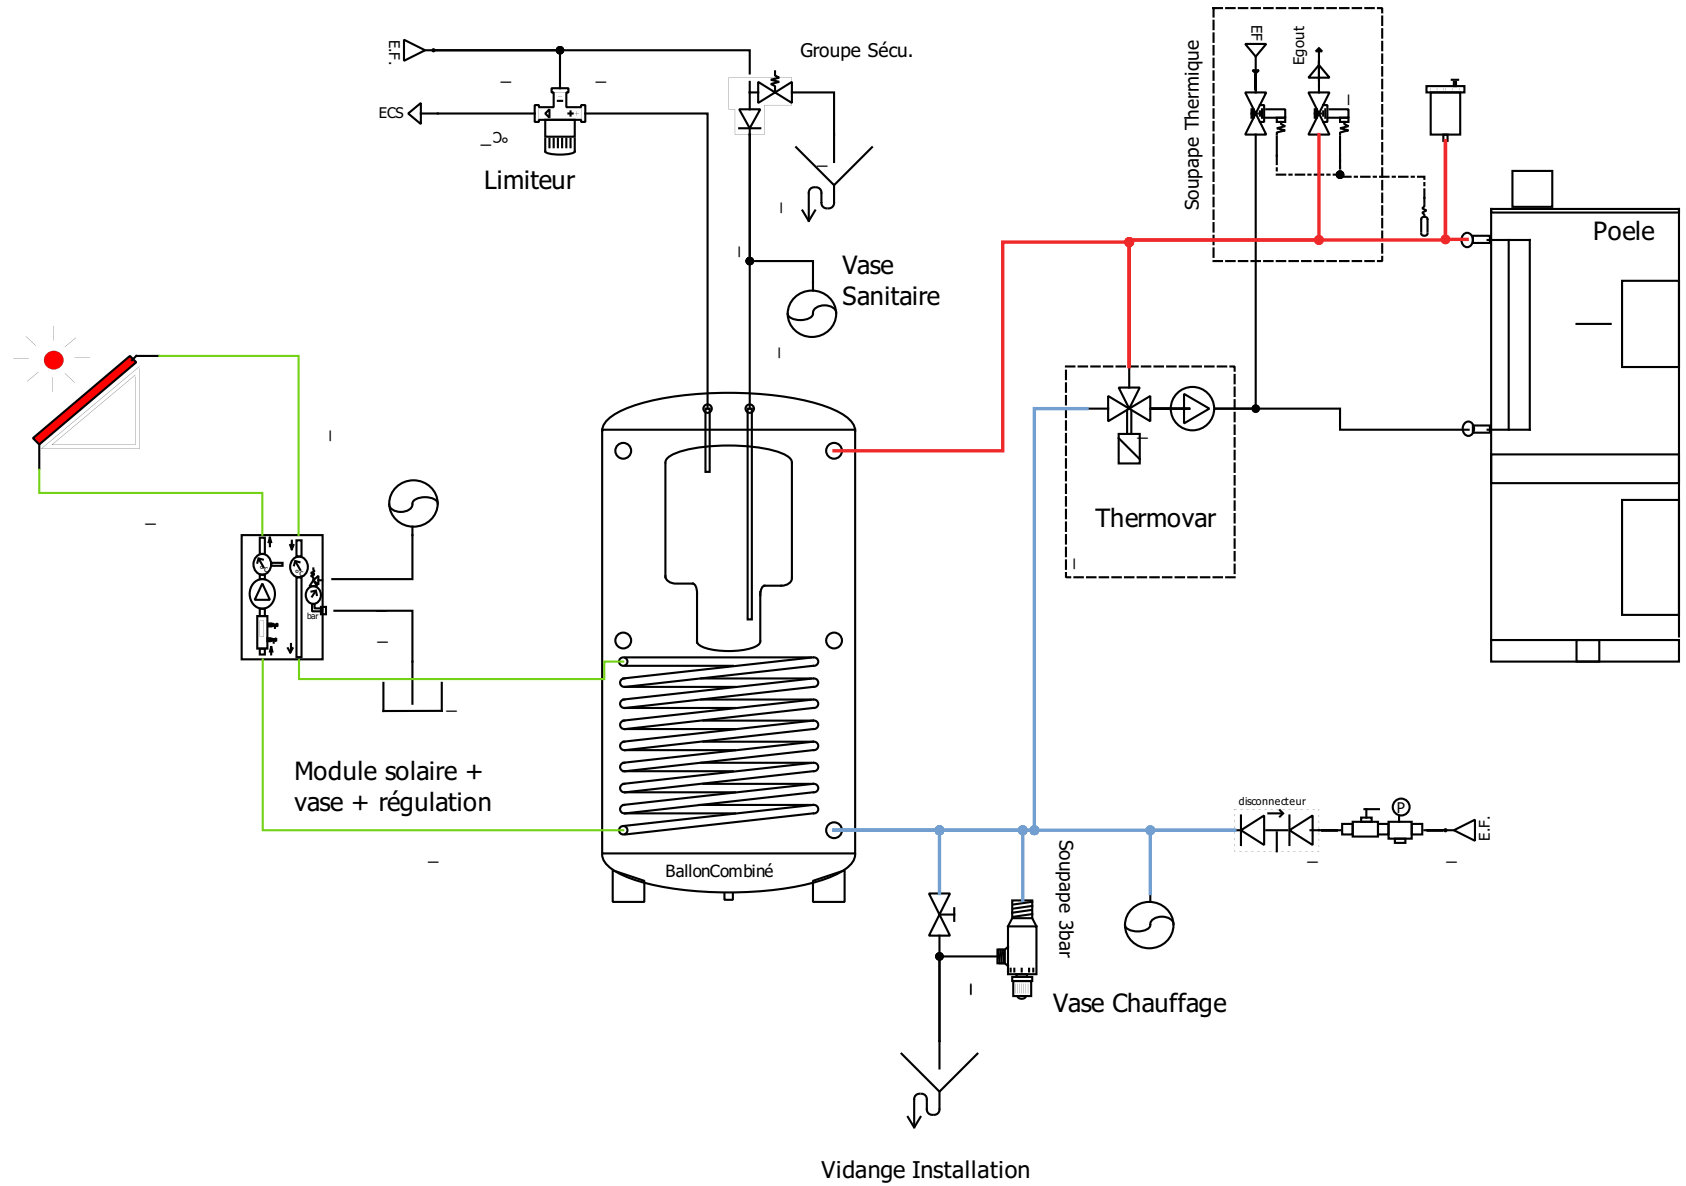 E.F.
Groupe Sécu.
ECS
_°C
Limiteur
Vase
Sanitaire
Soupape Thermique
EF
Egout
Poele
Thermovar
bar
Module solaire +
vase + régulation
BallonCombiné
disconnecteur
P
E.F.
Soupape 3bar
Vase Chauffage
Vidange Installation